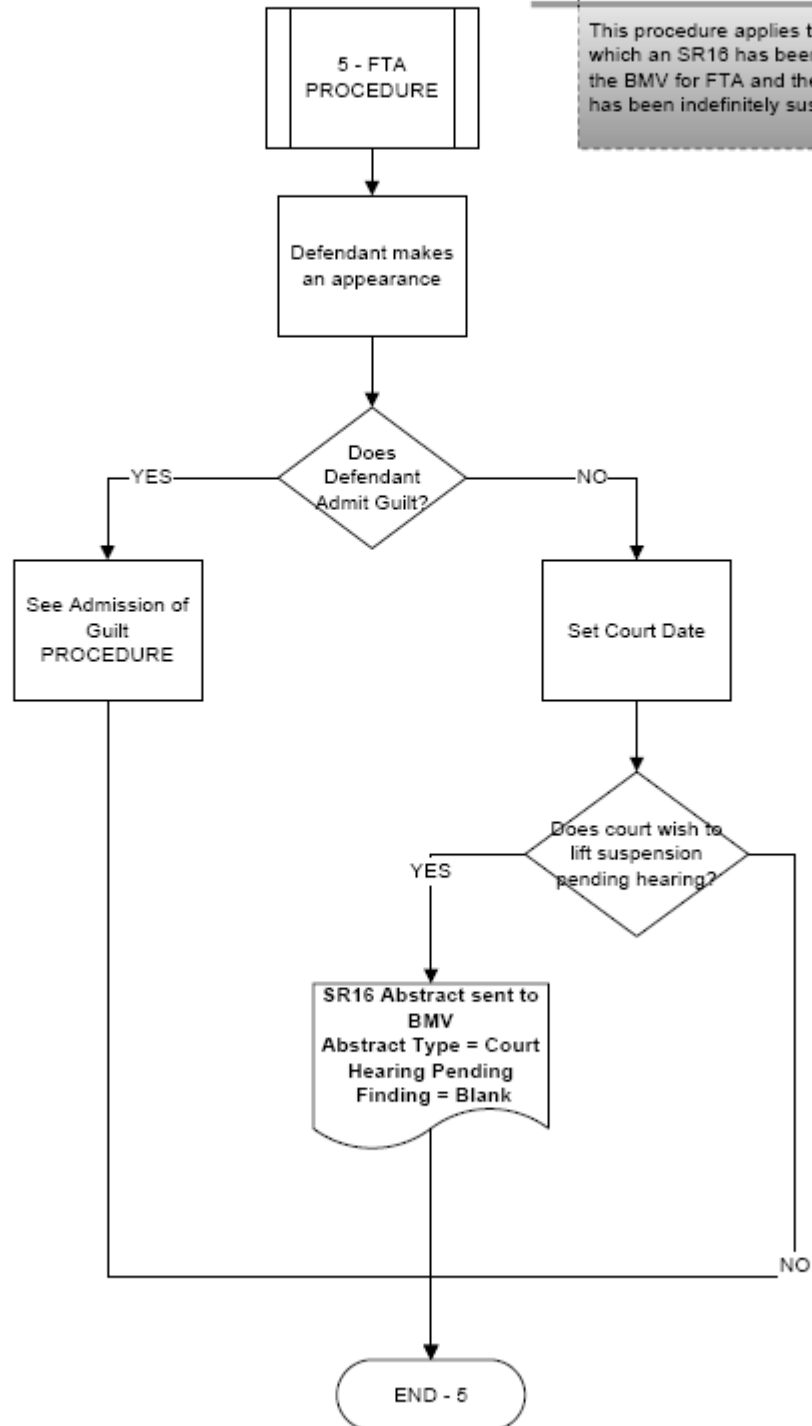 This procedure applies t
which an SR16 has been
the BMV for FTA and the
has been indefinitely sus
5 - FTA
PROCEDURE
Defendant makes
an appearance
Does
Defendant
Admit Guilt?
YES
NO
See Admission of
Guilt
PROCEDURE
Set Court Date
Does court wish to
lift suspension
pending hearing?
YES
SR16 Abstract sent to
BMV
Abstract Type = Court
Hearing Pending
Finding = Blank
NO
END - 5